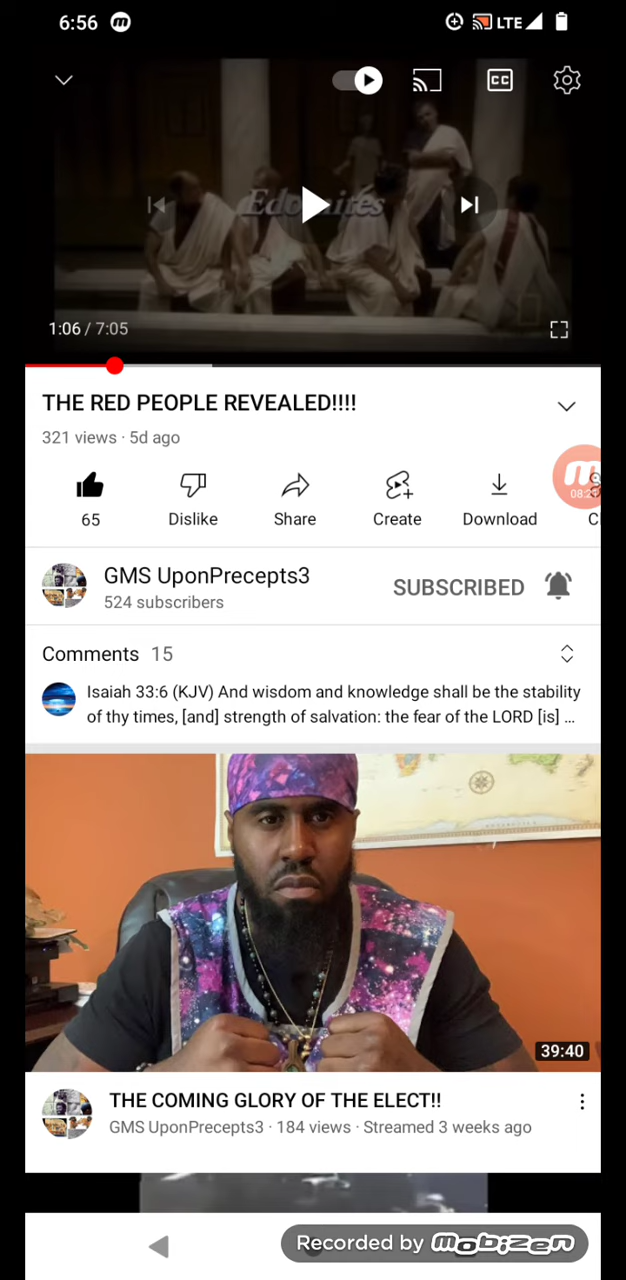 6:56
LTE
CC
Edomites
1:06 / 7:05
THE RED PEOPLE REVEALED!!!!
321 views · 5d ago
65
Dislike
Share
Create
Download
C
08:2
GMS UponPrecepts3
SUBSCRIBED
524 subscribers
Comments 15
Isaiah 33:6 (KJV) And wisdom and knowledge shall be the stability
of thy times, [and] strength of salvation: the fear of the LORD [is] ...
39:40
THE COMING GLORY OF THE ELECT!!
GMS UponPrecepts3 · 184 views · Streamed 3 weeks ago
Recorded by mobizen